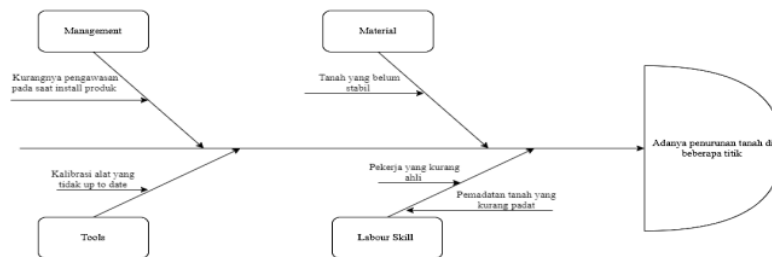 Management
Material
Kurangnya pengawasan
pada saat install produk
Tanah yang belum
stabil
Adanya penurunan tanah di
beberapa titik
Kalibrasi alat yang
tidak up to date
Pekerja yang kurang
ahli
Pemadatan tanah yang
kurang padat
Tools
Labour Skill